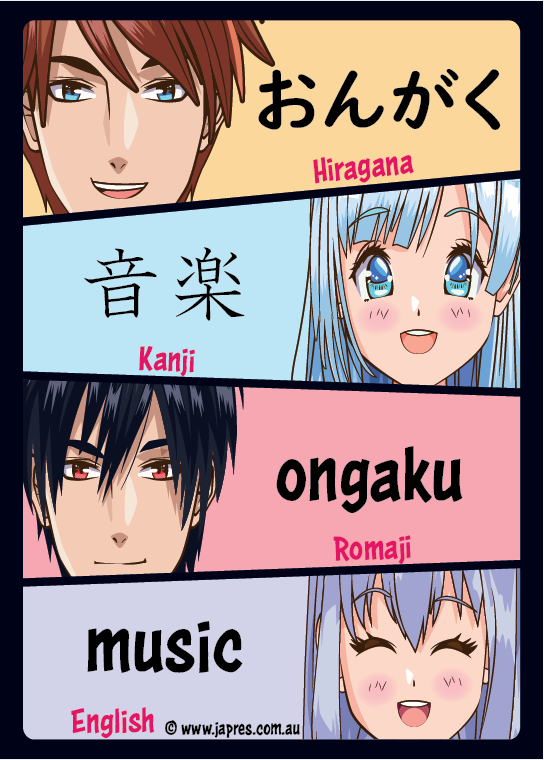 おんがく
Hiragana
音楽
Kanji
ongaku
Romaji
music
English © www.japres.com.au